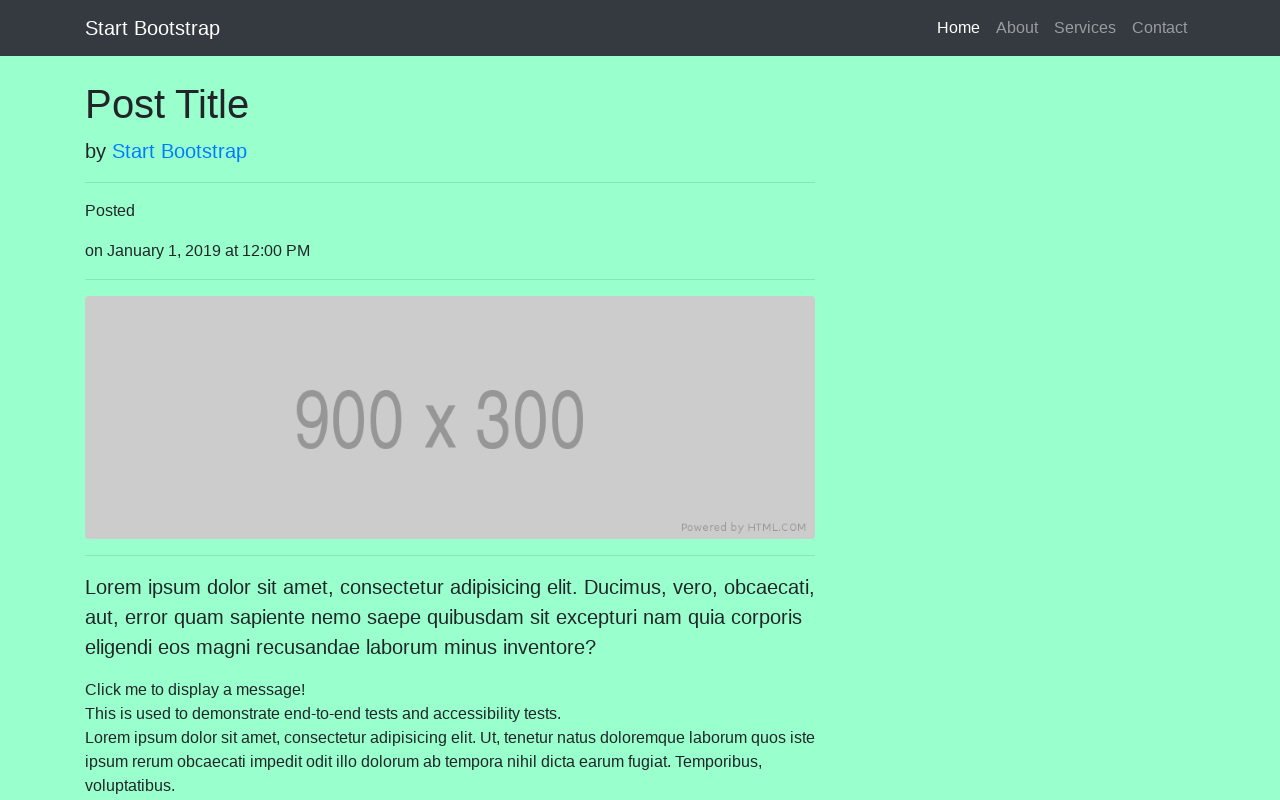 Start Bootstrap
Home About Services Contact
Post Title
by Start Bootstrap
Posted
on January 1, 2019 at 12:00 PM
900 x 300
Powered by HTML.COM
Lorem ipsum dolor sit amet, consectetur adipisicing elit. Ducimus, vero, obcaecati,
aut, error quam sapiente nemo saepe quibusdam sit excepturi nam quia corporis
eligendi eos magni recusandae laborum minus inventore?
Click me to display a message!
This is used to demonstrate end-to-end tests and accessibility tests.
Lorem ipsum dolor sit amet, consectetur adipisicing elit. Ut, tenetur natus doloremque laborum quos iste
ipsum rerum obcaecati impedit odit illo dolorum ab tempora nihil dicta earum fugiat. Temporibus,
voluptatibus.